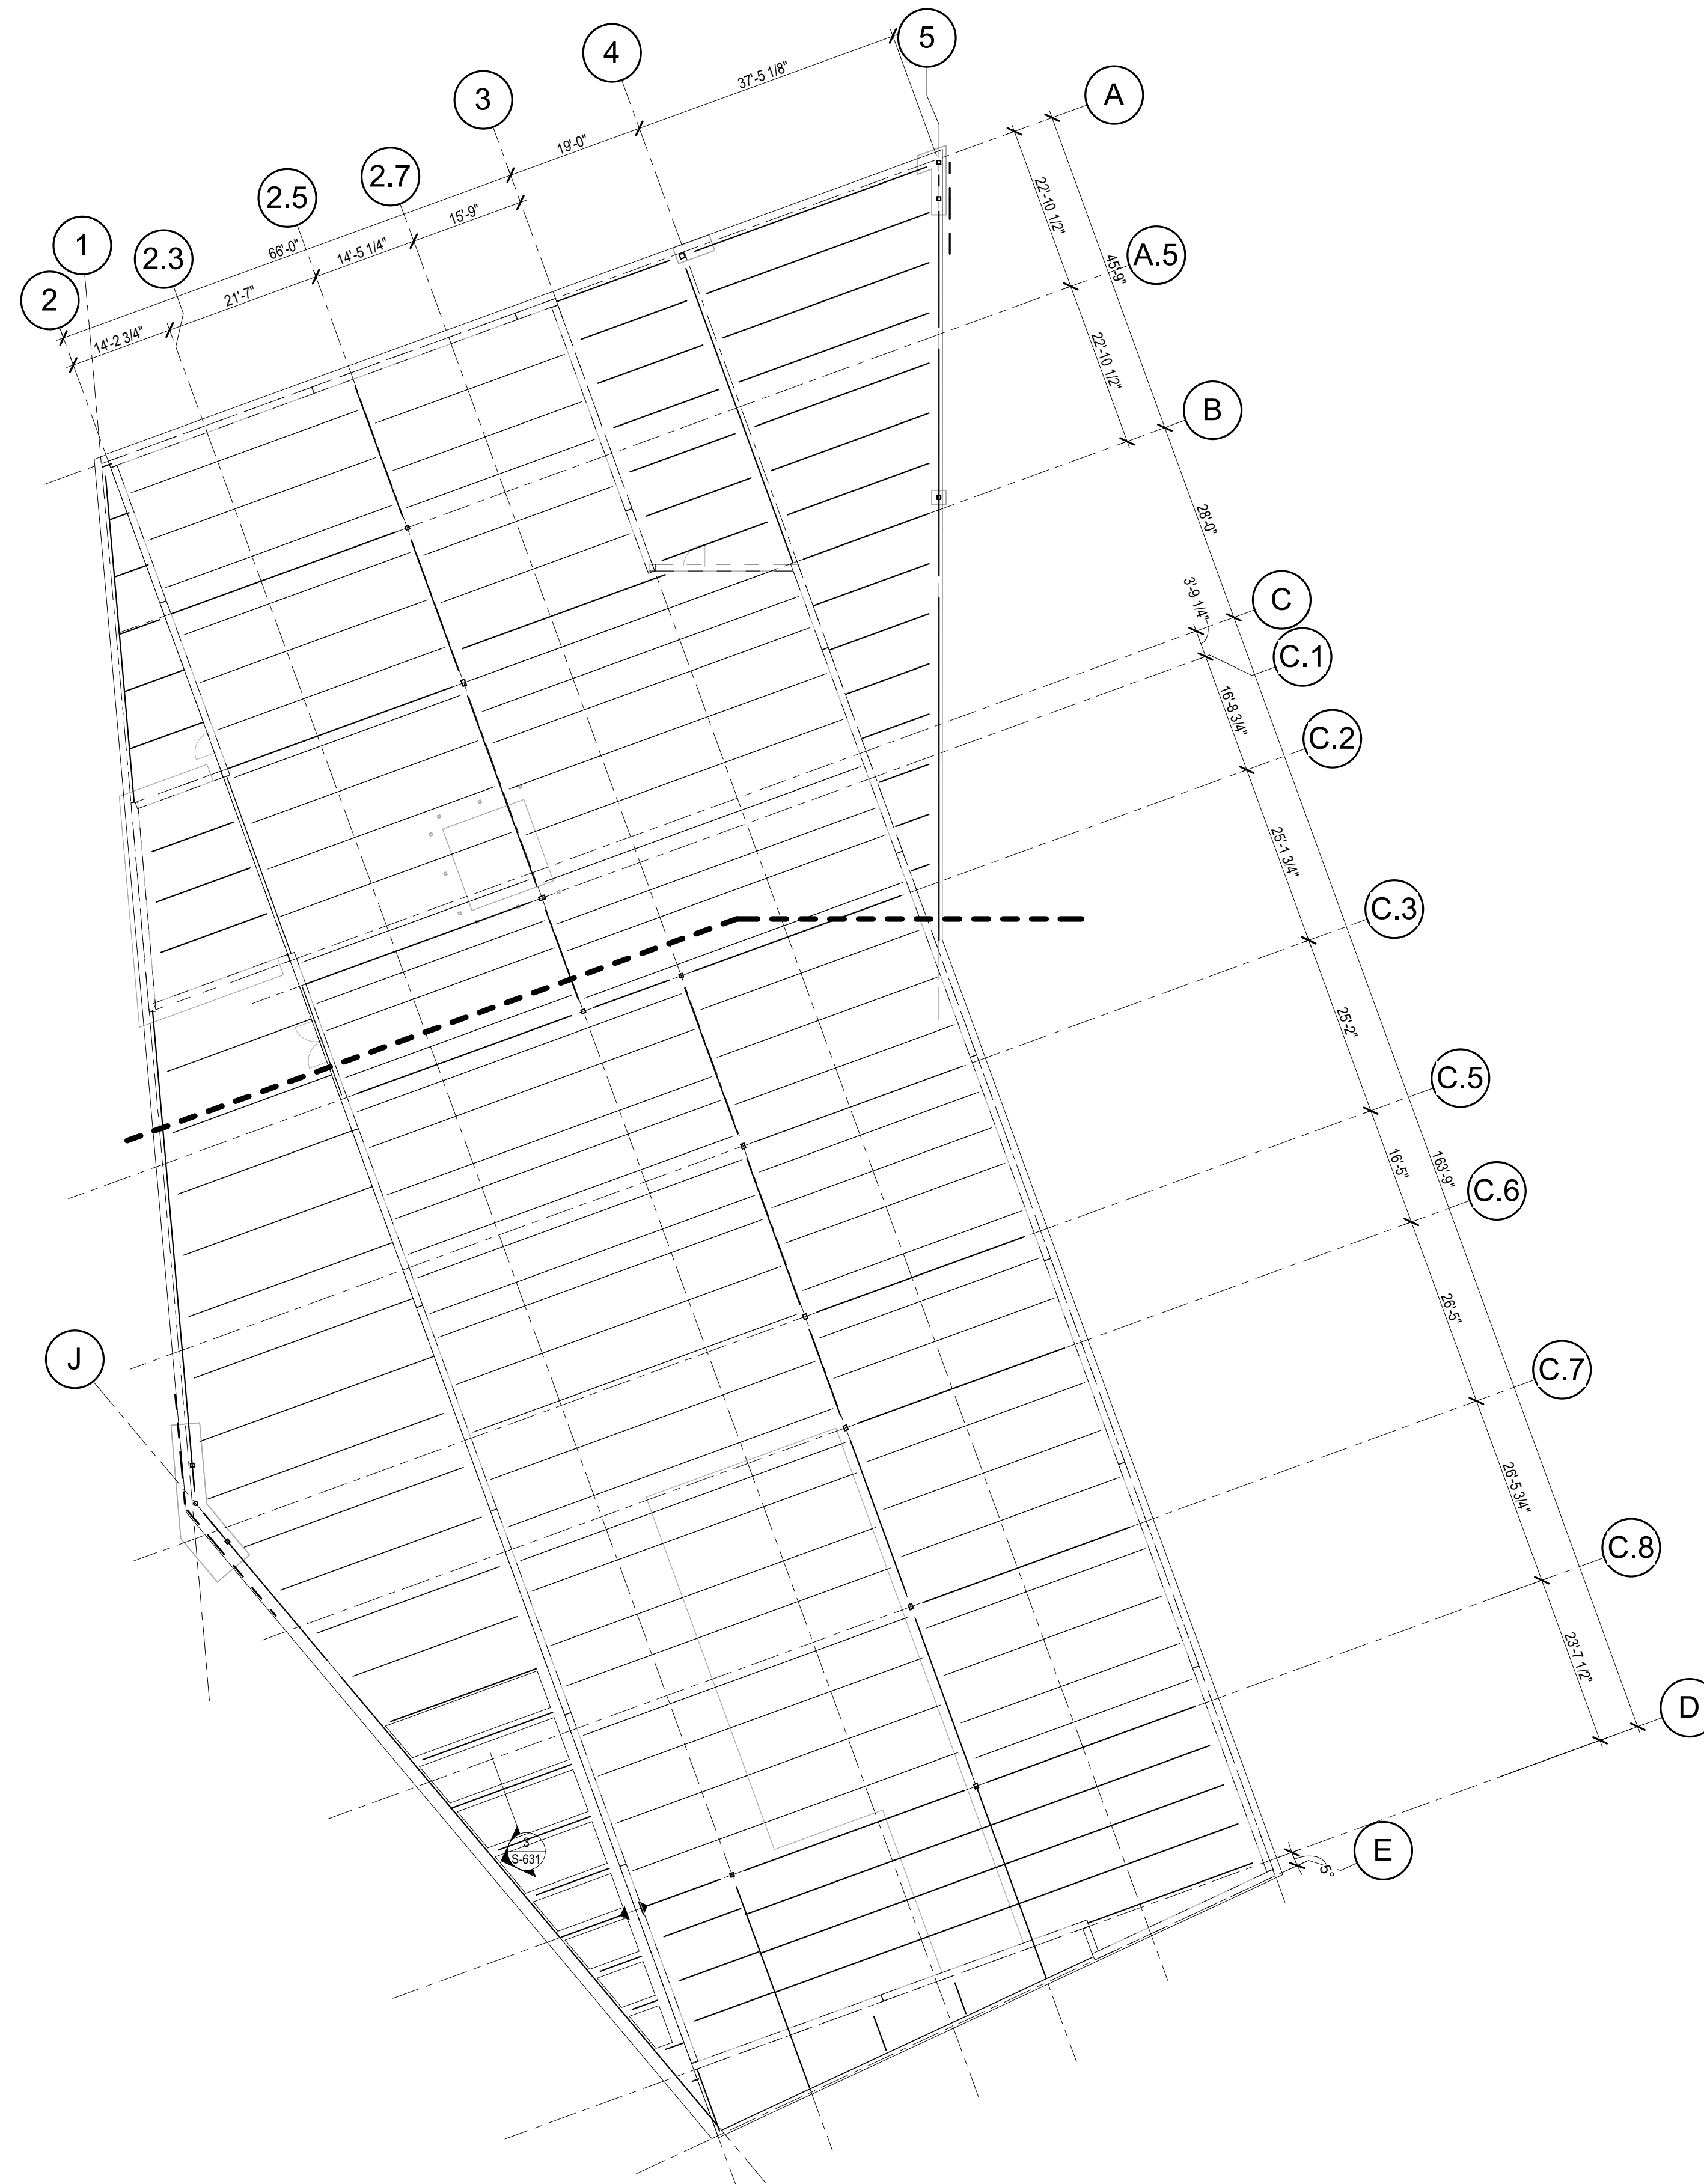 5
4
37'-5 1/8"
3
A
19'-0"
2.7
22'-10 1/2"
2.5
15'-9"
1
66'-0"
14'-5 1/4"
A.5
2.3
45'-9"
2
21'-7"
14'-2 3/4"
22'-10 1/2"
B
28'-0"
3'-9 1/4"
C
C.1
16'-8 3/4"
C.2
25'-1 3/4"
C.3
25'-2"
C.5
16'-5"
163'-9"
C.6
26'-5"
J
C.7
26'-5 3/4"
C.8
23'-7 1/2"
D
3
S-631
E
5°